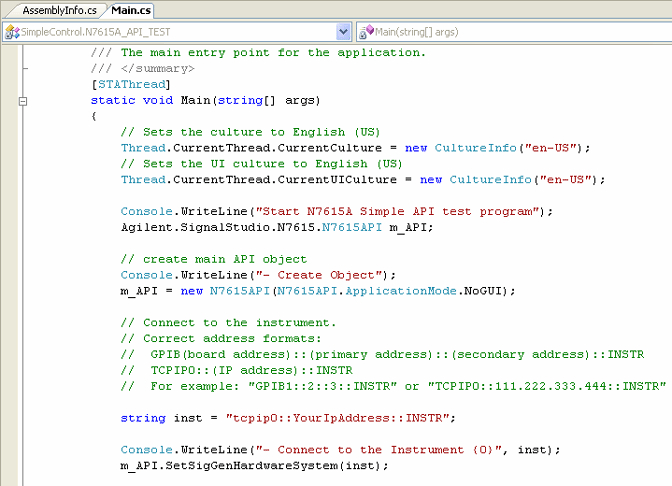 AssemblyInfo.cs Main.cs
SimpleControl.N7615A_API_TEST Main(string[] args)
/// The main entry point for the application.
/// </summary>
[STAThread]
static void Main(string[] args)
{
// Sets the culture to English (US)
Thread.CurrentThread.CurrentCulture = new CultureInfo("en-US");
// Sets the UI culture to English (US)
Thread.CurrentThread.CurrentUICulture = new CultureInfo("en-US");
Console.WriteLine("Start N7615A Simple API test program");
Agilent.SignalStudio.N7615.N7615API m_API;
// create main API object
Console.WriteLine("- Create Object");
m_API = new N7615API(N7615API.ApplicationMode.NoGUI);
// Connect to the instrument.
// Correct address formats:
// GPIB(board address)::(primary address)::(secondary address)::INSTR
// TCPIP0::(IP address)::INSTR
// For example: "GPIB1::2::3::INSTR" or "TCPIP0::111.222.333.444::INSTR"
string inst = "tcpip0::YourIpAddress::INSTR";
Console.WriteLine("- Connect to the Instrument {0}", inst);
m_API.SetSigGenHardwareSystem(inst);